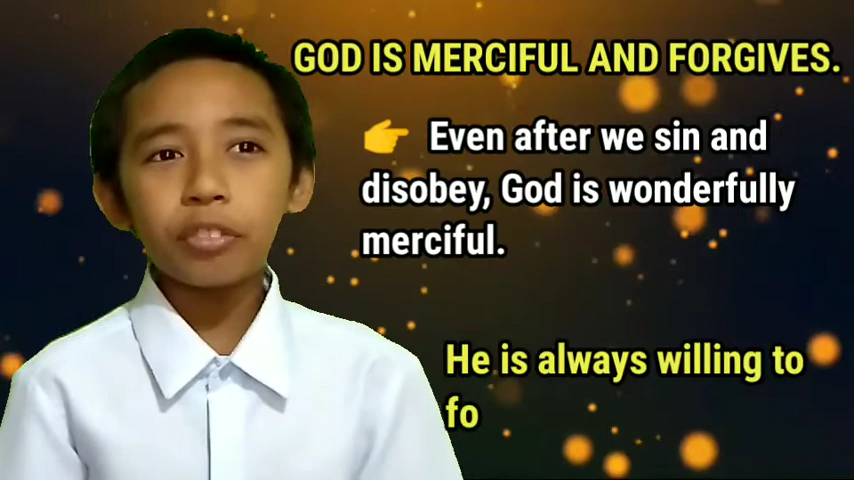 GOD IS MERCIFUL AND FORGIVES.
👉 Even after we sin and
disobey, God is wonderfully
merciful.
He is always willing to
fo